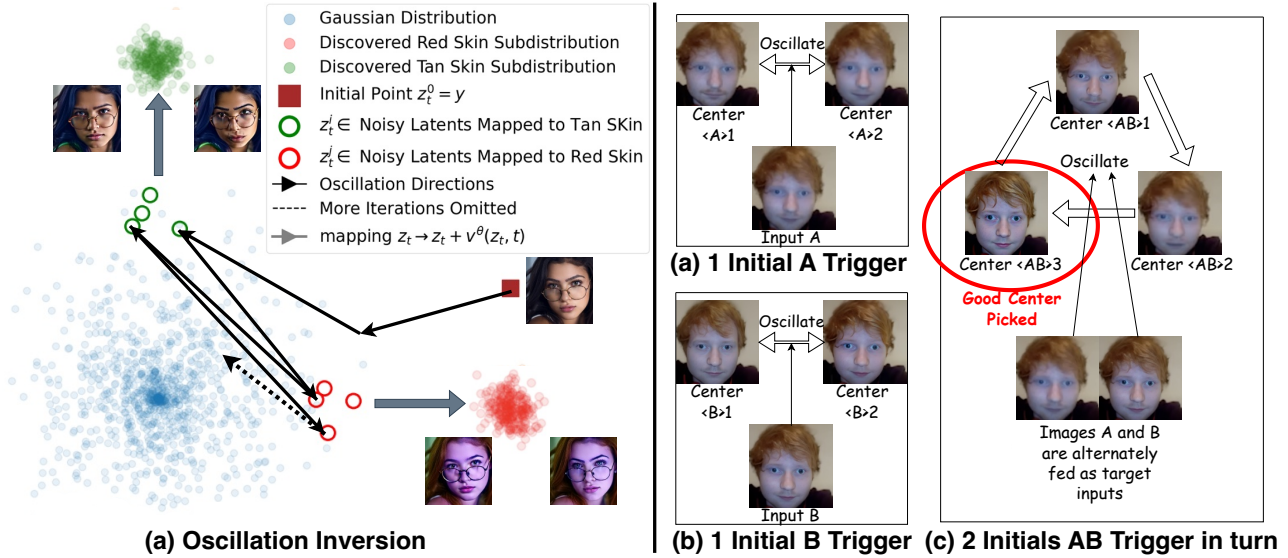 Gaussian Distribution
Discovered Red Skin Subdistribution
Discovered Tan Skin Subdistribution
Initial Point $z_t^0 = y$
$z_t^i \in$ Noisy Latents Mapped to Tan SKin
$z_t^j \in$ Noisy Latents Mapped to Red Skin
Oscillation Directions
More Iterations Omitted
mapping $z_t \to z_t + v^\theta(z_t, t)$
(a) Oscillation Inversion
Oscillate
Center
<A>1
Center
<A>2
Input A
(a) 1 Initial A Trigger
Oscillate
Center
<B>1
Center
<B>2
Input B
(b) 1 Initial B Trigger
Center <AB>1
Oscillate
Center <AB>3
Center <AB>2
Good Center
Picked
Images A and B
are alternately
fed as target
inputs
(c) 2 Initials AB Trigger in turn